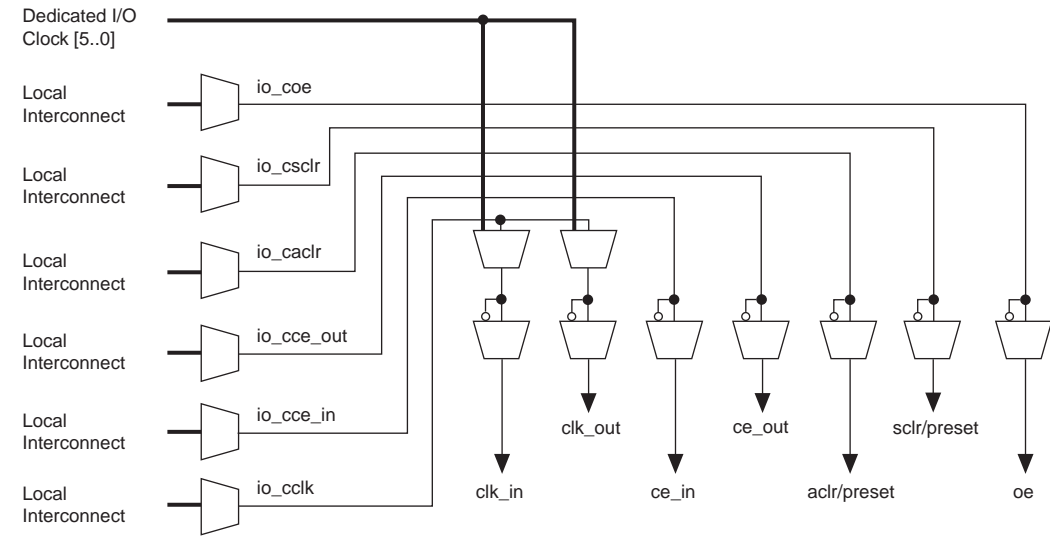 Dedicated I/O
Clock [5..0]
Local
Interconnect
io_coe
Local
Interconnect
io_csclr
Local
Interconnect
io_caclr
Local
Interconnect
io_cce_out
Local
Interconnect
io_cce_in
Local
Interconnect
io_cclk
clk_out
ce_out
sclr/preset
clk_in
ce_in
aclr/preset
oe